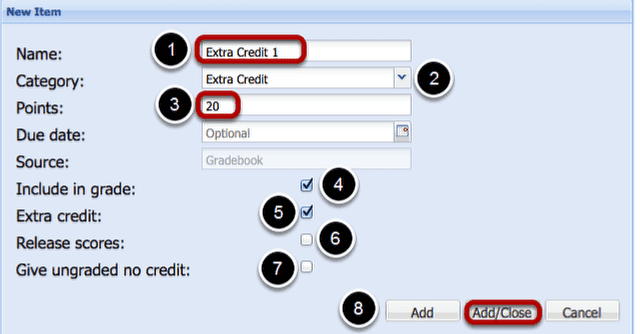 New Item
1 Name: Extra Credit 1
Category: Extra Credit 2
3 Points: 20
Due date: Optional
Source: Gradebook
Include in grade: 4
Extra credit: 5
Release scores: 6
Give ungraded no credit: 7
8 Add Add/Close Cancel